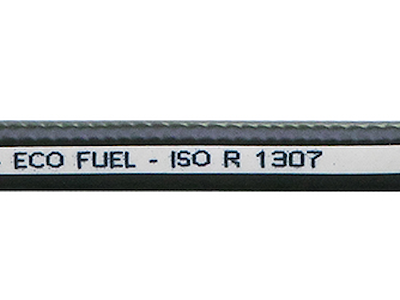 - ECO FUEL - ISO R 1307